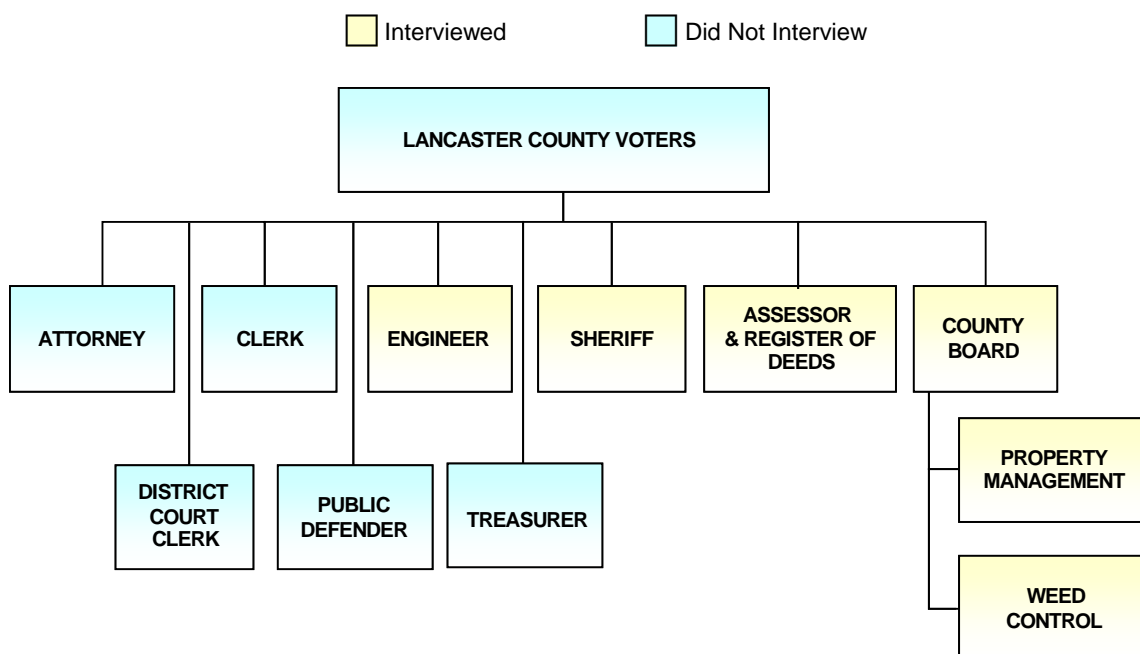 Interviewed
Did Not Interview
LANCASTER COUNTY VOTERS
ATTORNEY
CLERK
ENGINEER
SHERIFF
ASSESSOR
& REGISTER OF
DEEDS
COUNTY
BOARD
DISTRICT
COURT
CLERK
PUBLIC
DEFENDER
TREASURER
PROPERTY
MANAGEMENT
WEED
CONTROL